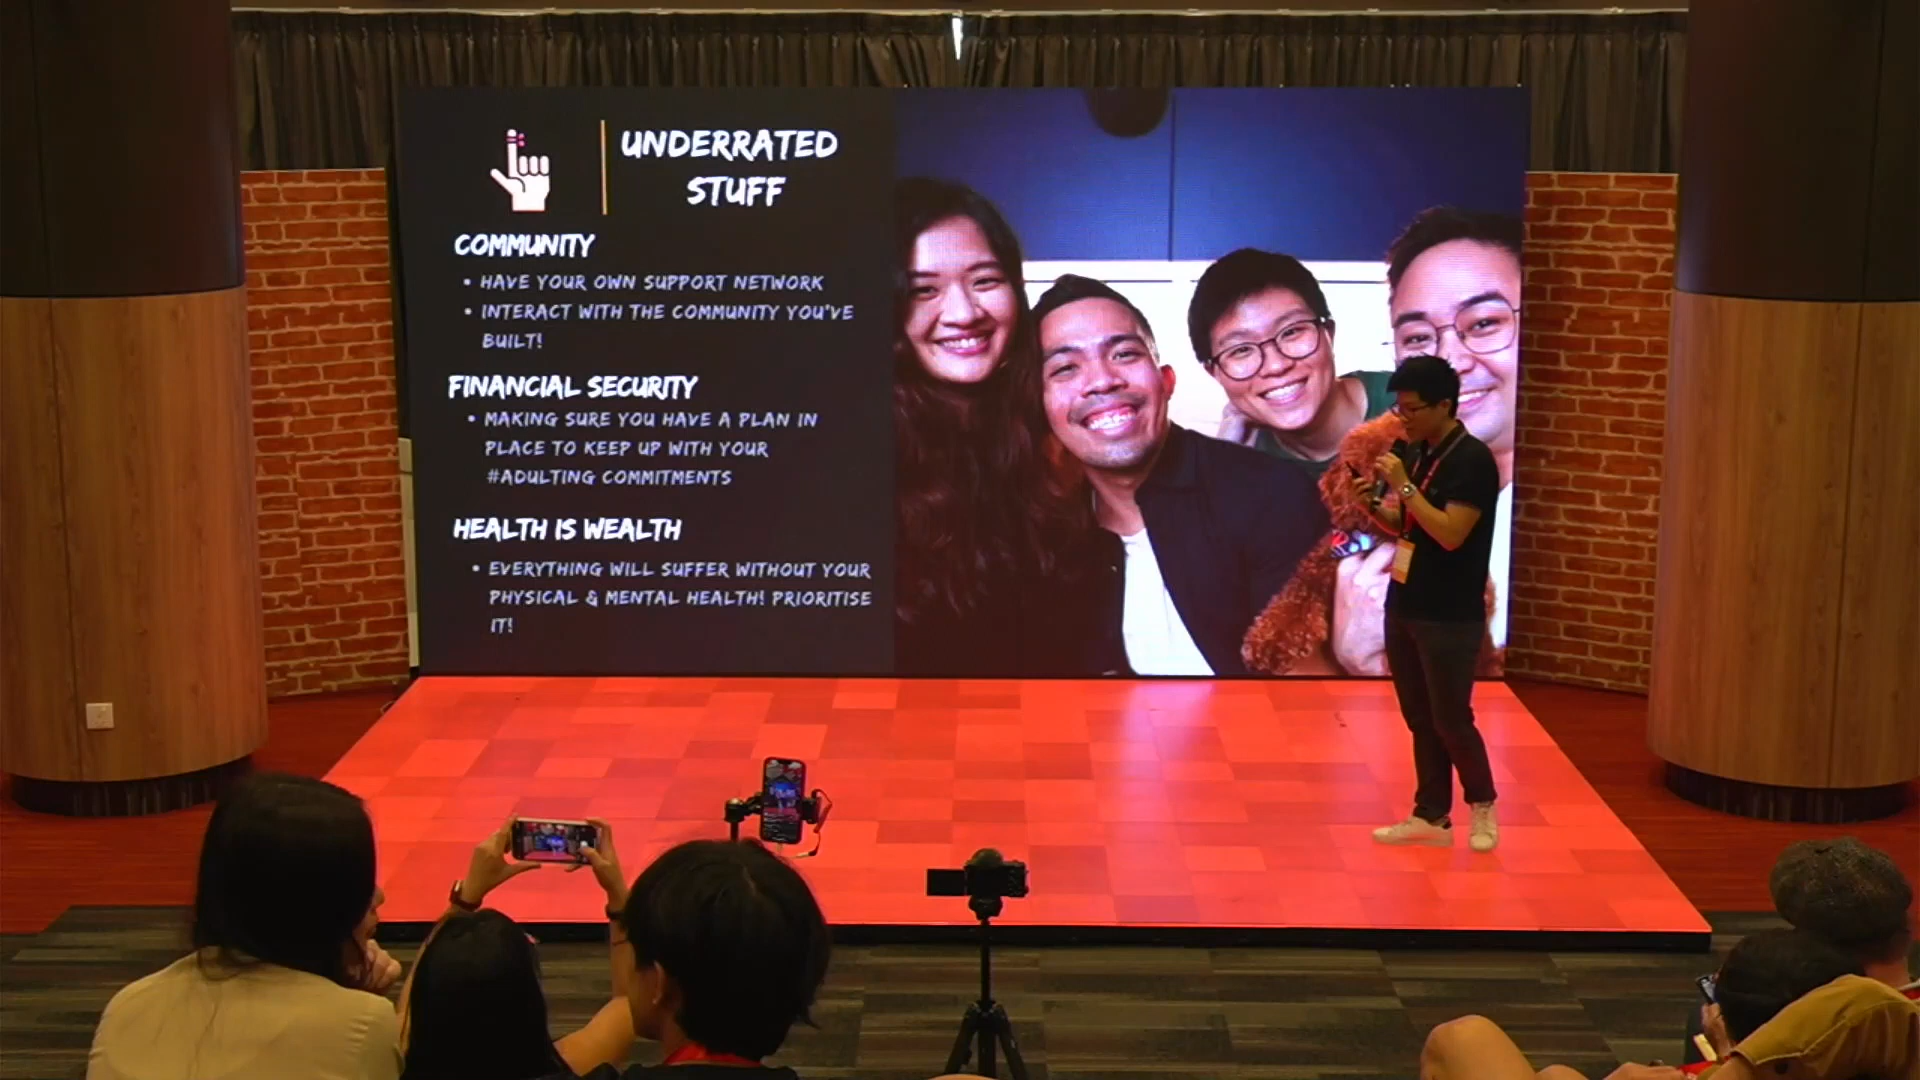 UNDERRATED
STUFF
COMMUNITY
• HAVE YOUR OWN SUPPORT NETWORK
• INTERACT WITH THE COMMUNITY YOU'VE
BUILT!
FINANCIAL SECURITY
• MAKING SURE YOU HAVE A PLAN IN
PLACE TO KEEP UP WITH YOUR
#ADULTING COMMITMENTS
HEALTH IS WEALTH
• EVERYTHING WILL SUFFER WITHOUT YOUR
PHYSICAL & MENTAL HEALTH! PRIORITISE
IT!